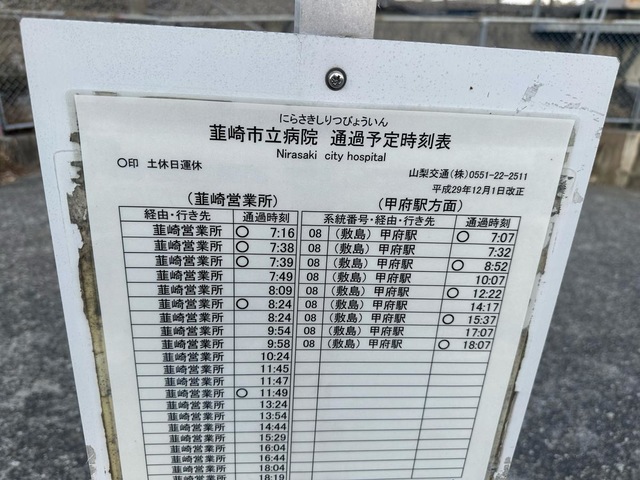 にらさきしりつびょういん
韮崎市立病院 通過予定時刻表
Nirasaki city hospital
〇印 土休日運休
山梨交通(株)0551-22-2511
平成29年12月1日改正
(韮崎営業所) (甲府駅方面)
経由・行き先 通過時刻 系統番号・経由・行き先 通過時刻
韮崎営業所 〇 7:16 08 (敷島) 甲府駅 〇 7:07
韮崎営業所 〇 7:38 08 (敷島) 甲府駅 7:32
韮崎営業所 〇 7:39 08 (敷島) 甲府駅 〇 8:52
韮崎営業所 7:49 08 (敷島) 甲府駅 10:07
韮崎営業所 8:09 08 (敷島) 甲府駅 〇 12:22
韮崎営業所 〇 8:24 08 (敷島) 甲府駅 14:17
韮崎営業所 8:24 08 (敷島) 甲府駅 〇 15:37
韮崎営業所 9:54 08 (敷島) 甲府駅 17:07
韮崎営業所 9:58 08 (敷島) 甲府駅 〇 18:07
韮崎営業所 10:24
韮崎営業所 11:45
韮崎営業所 11:47
韮崎営業所 〇 11:49
韮崎営業所 13:24
韮崎営業所 13:54
韮崎営業所 14:44
韮崎営業所 15:29
韮崎営業所 16:04
韮崎営業所 16:44
韮崎営業所 18:04
韮崎営業所 18:19